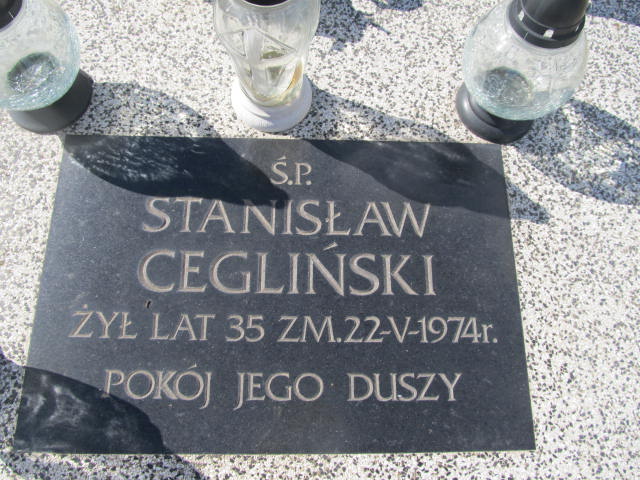 Ś.P.
STANISŁAW
CEGLIŃSKI
ŻYŁ LAT 35 ZM.22-V-1974r.
POKÓJ JEGO DUSZY